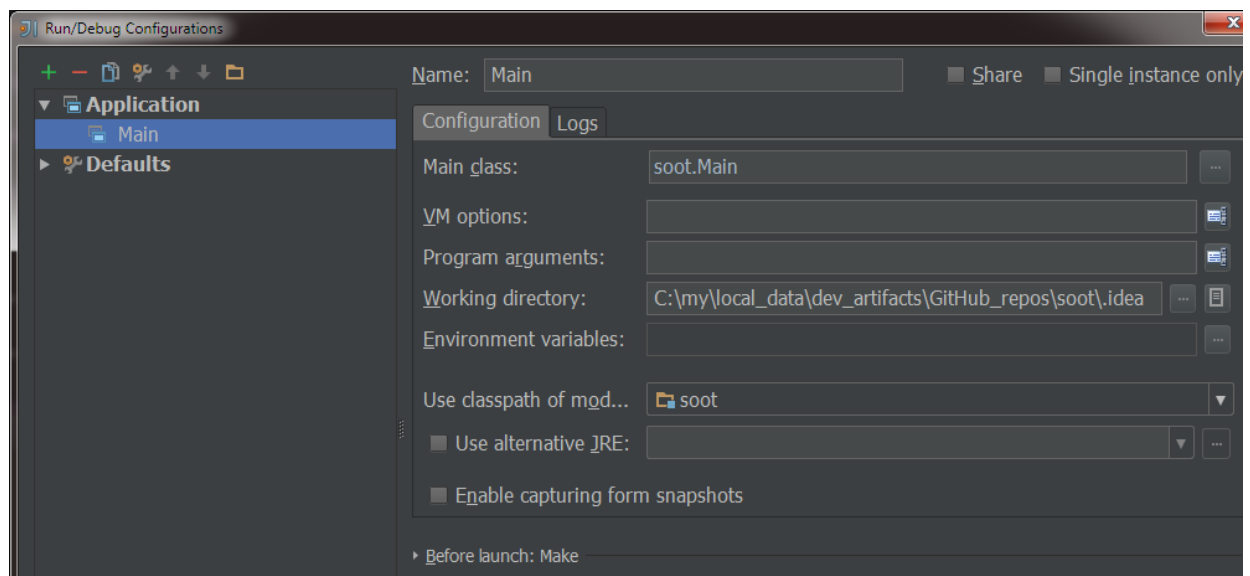 Run/Debug Configurations
Name: Main Share Single instance only
Application
Main
Defaults
Configuration Logs
Main class: soot.Main
VM options:
Program arguments:
Working directory: C:\my\local_data\dev_artifacts\GitHub_repos\soot\.idea
Environment variables:
Use classpath of mod... soot
Use alternative JRE:
Enable capturing form snapshots
Before launch: Make